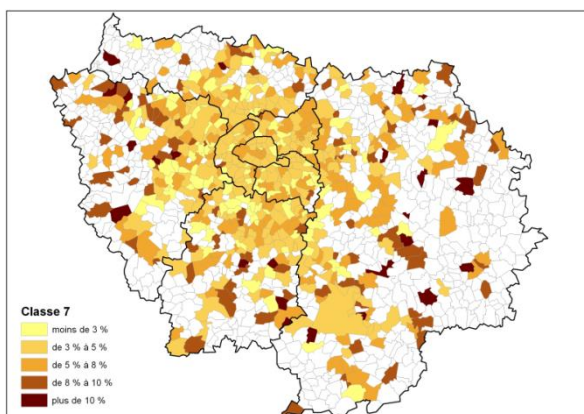 Classe 7
moins de 3 %
de 3 % à 5 %
de 5 % à 8 %
de 8 % à 10 %
plus de 10 %